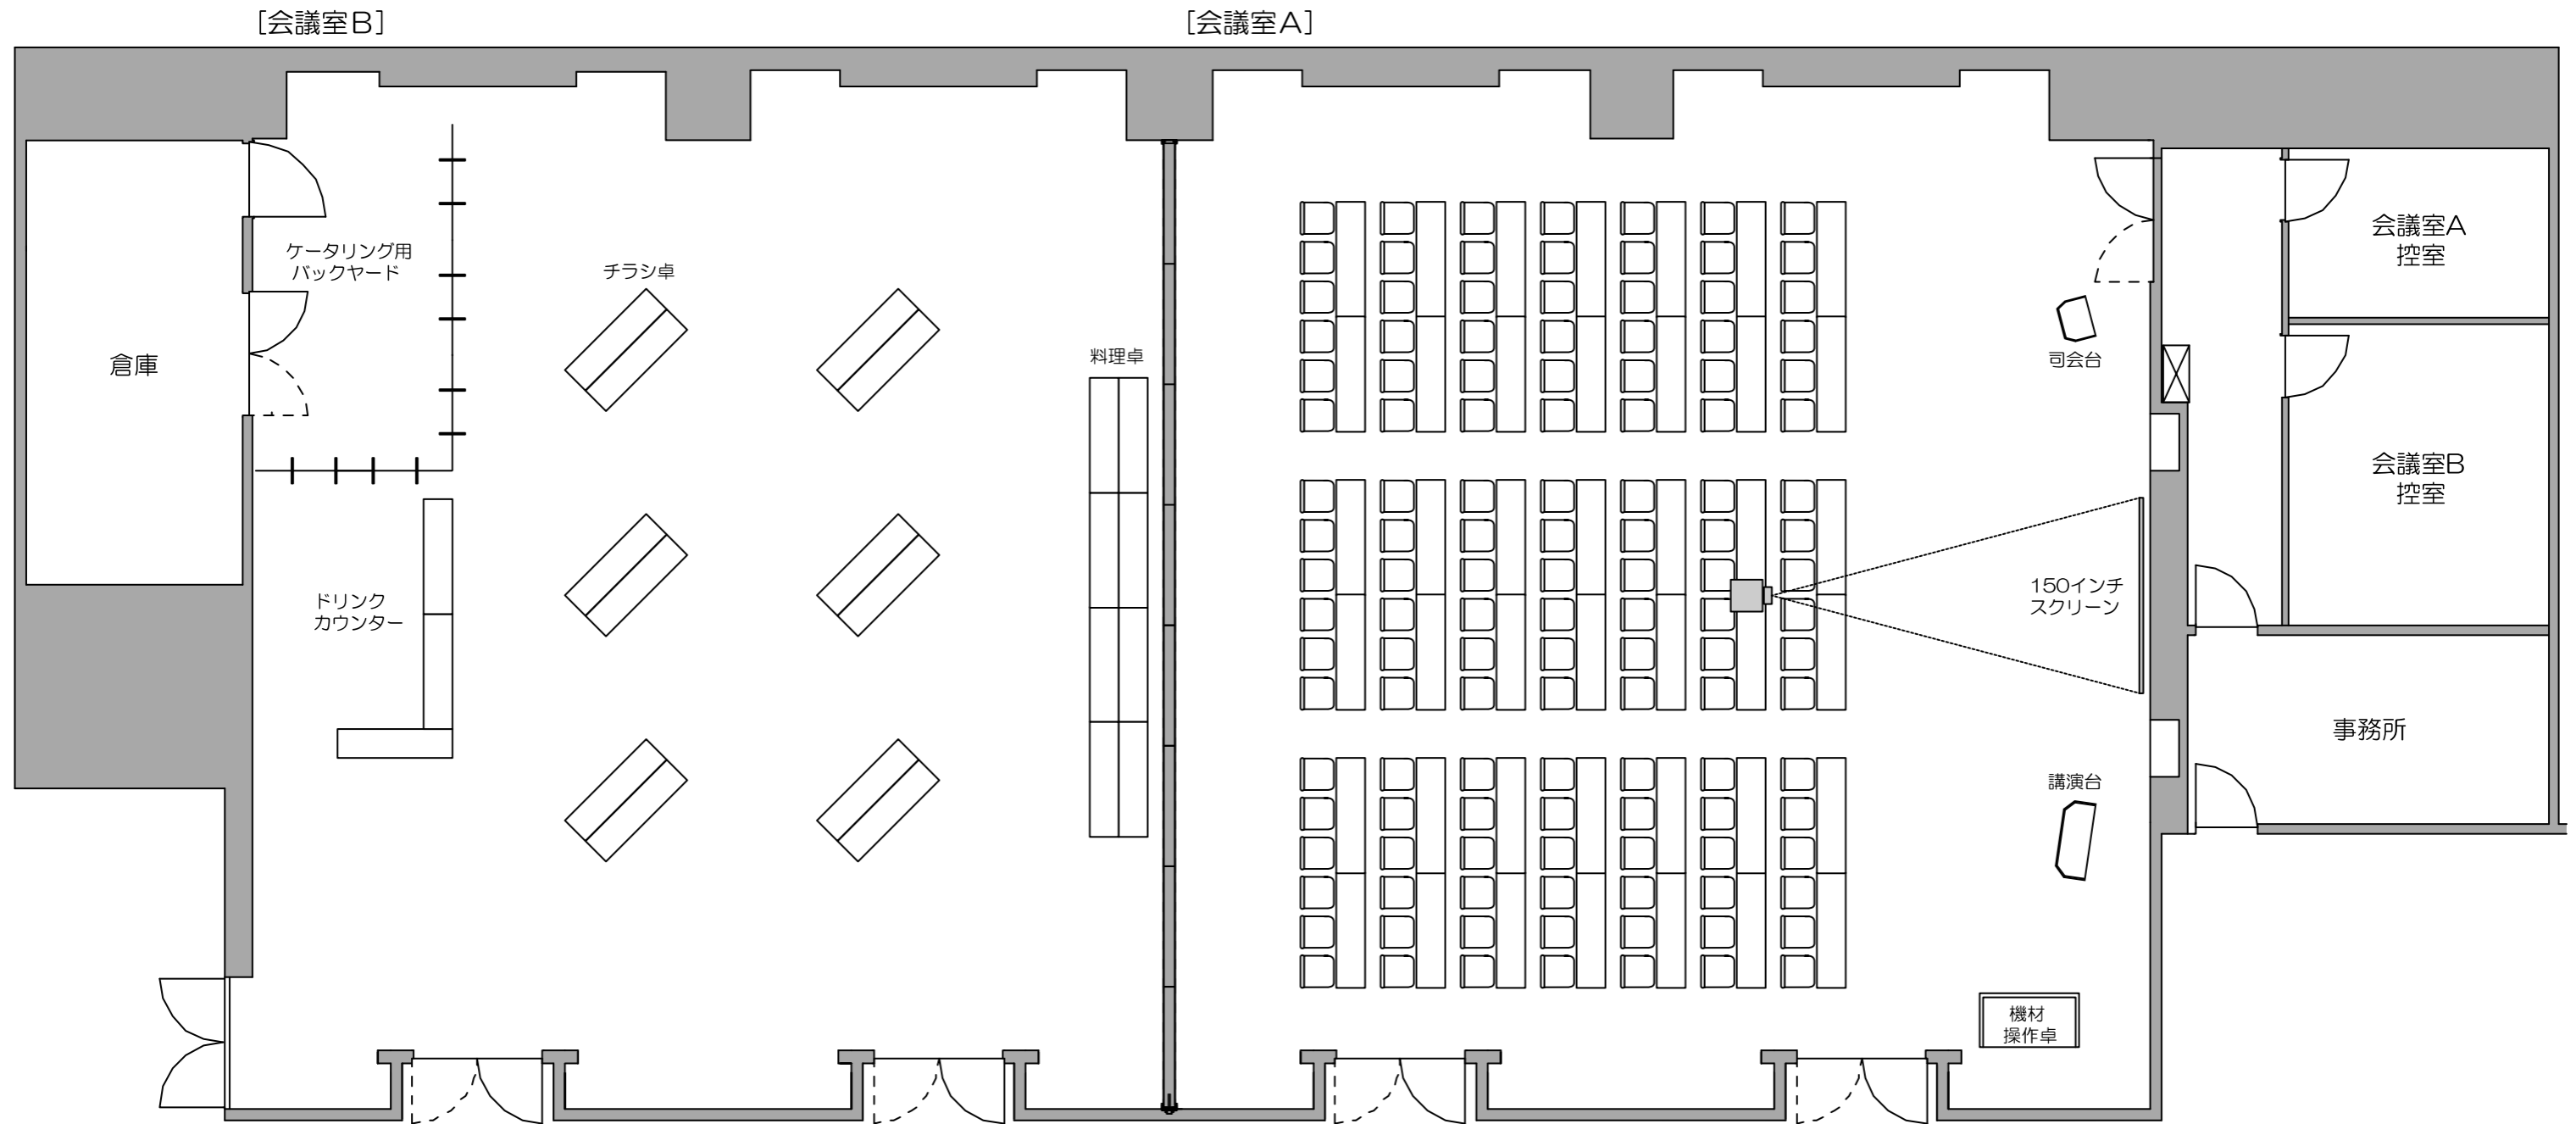 [会議室B]
[会議室A]
ケータリング用
バックヤード
チラシ卓
倉庫
料理卓
ドリンク
カウンター
司会台
150インチ
スクリーン
講演台
機材
操作卓
会議室A
控室
会議室B
控室
事務所